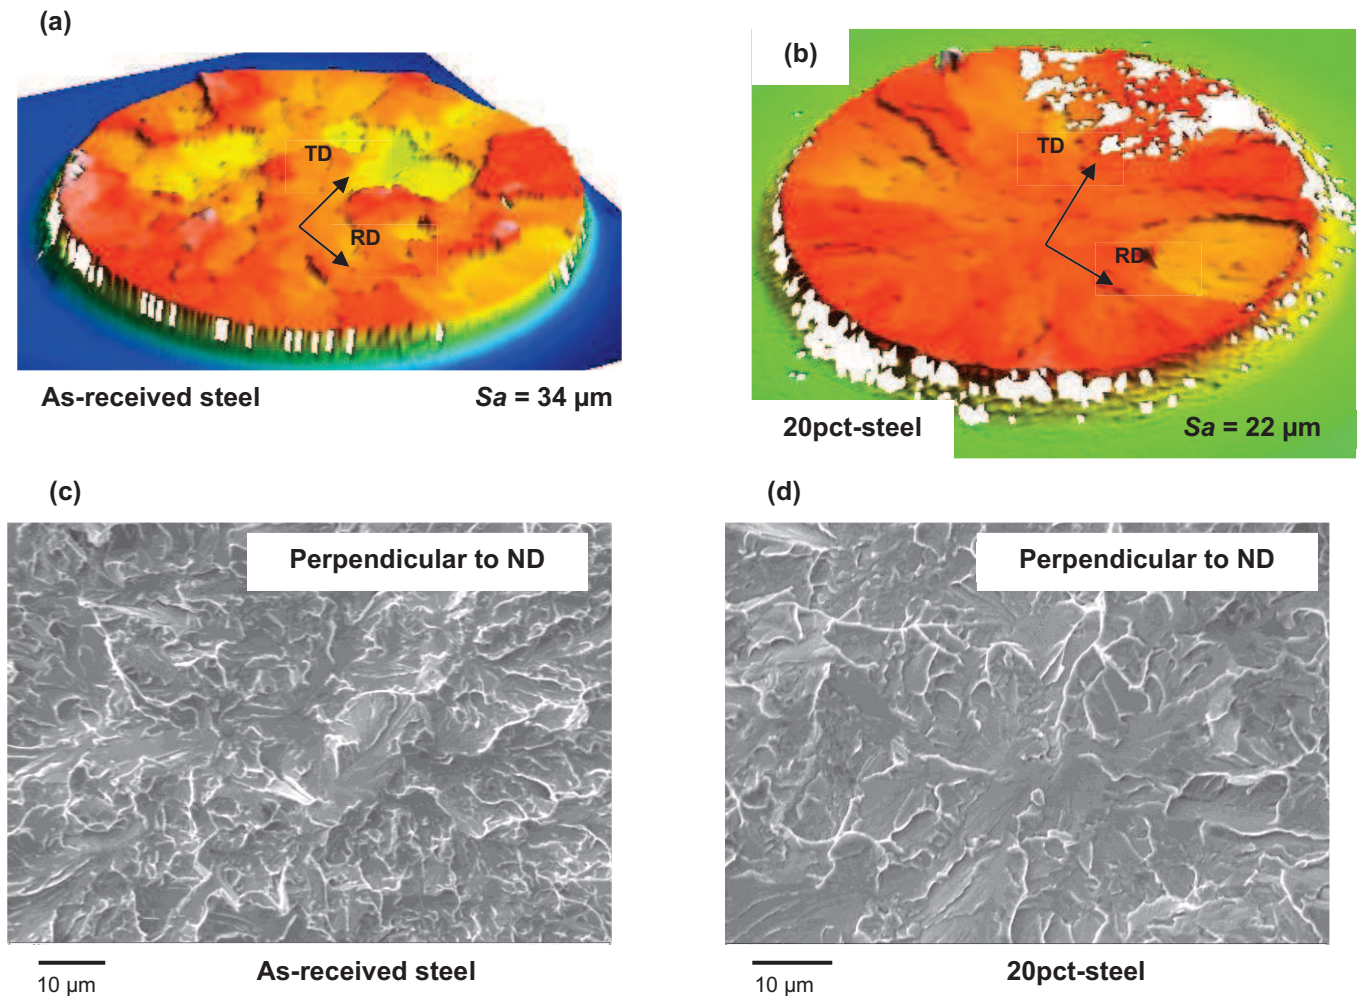 (a)
(b)
TD
RD
TD
RD
As-received steel
Sa = 34 µm
20pct-steel
Sa = 22 µm
(c)
(d)
Perpendicular to ND
Perpendicular to ND
10 µm
As-received steel
10 µm
20pct-steel